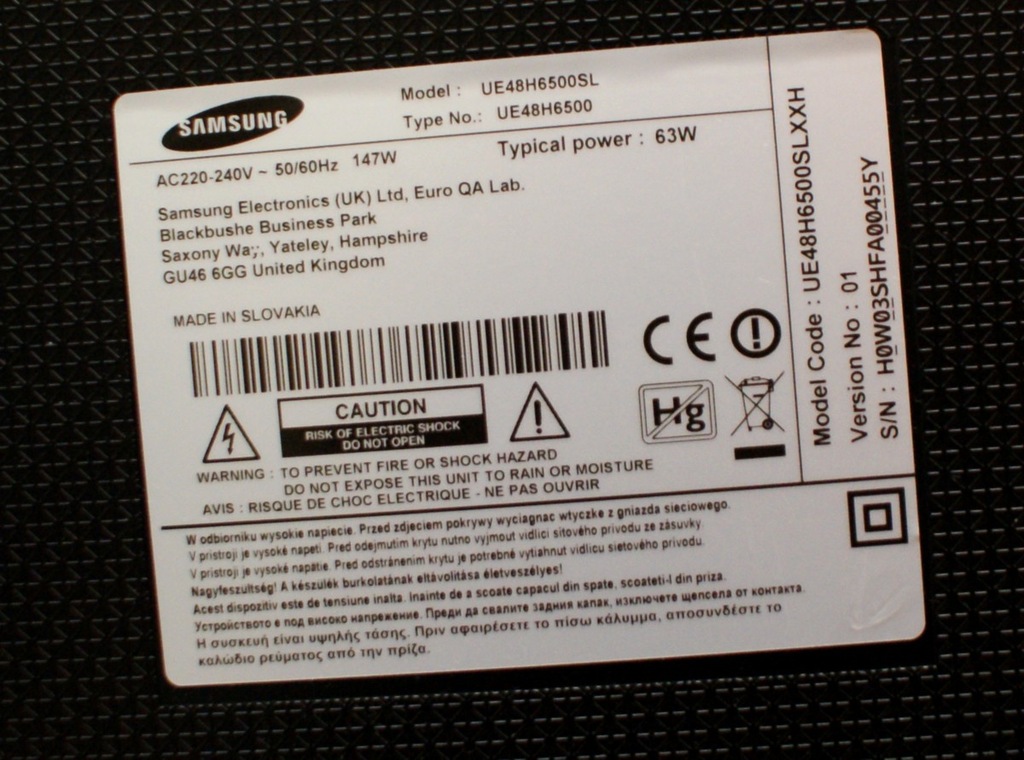 SAMSUNG
Model : UE48H6500SL
Type No.: UE48H6500
AC220-240V ~ 50/60Hz 147W
Typical power : 63W
Samsung Electronics (UK) Ltd, Euro QA Lab.
Blackbushe Business Park
Saxony Way, Yateley, Hampshire
GU46 6GG United Kingdom
MADE IN SLOVAKIA
CE
Hg
CAUTION
RISK OF ELECTRIC SHOCK
DO NOT OPEN
WARNING : TO PREVENT FIRE OR SHOCK HAZARD
DO NOT EXPOSE THIS UNIT TO RAIN OR MOISTURE
AVIS : RISQUE DE CHOC ELECTRIQUE - NE PAS OUVRIR
Model Code : UE48H6500SLXXH
Version No : 01
S/N : H0W03SHFA00455Y
W odbiorniku wysokie napiecie. Przed zdjeciem pokrywy wyciagnac wtyczke z gniazda sieciowego.
V pristroji je vysoké napeti. Pred odejmutim krytu nutno vyjmout vidlici sitového privodu ze zásuvky.
V pristroji je vysoké napätie. Pred odstránenim krytu je potrebné vytiahnut vidlicu sietového privodu.
Nagyfeszultség! A készülék burkolatának eltávolitása életveszélyes!
Acest dispozitiv este de tensiune inalta. Inainte de a scoate capacul din spate, scoateti-l din priza.
Устройството е под високо напрежение. Преди да свалите задния капак, изключете щепсела от контакта.
Η συσκευή είναι υψηλής τάσης. Πριν αφαιρέσετε το πίσω κάλυμμα, αποσυνδέστε το
καλώδιο ρεύματος από την πρίζα.